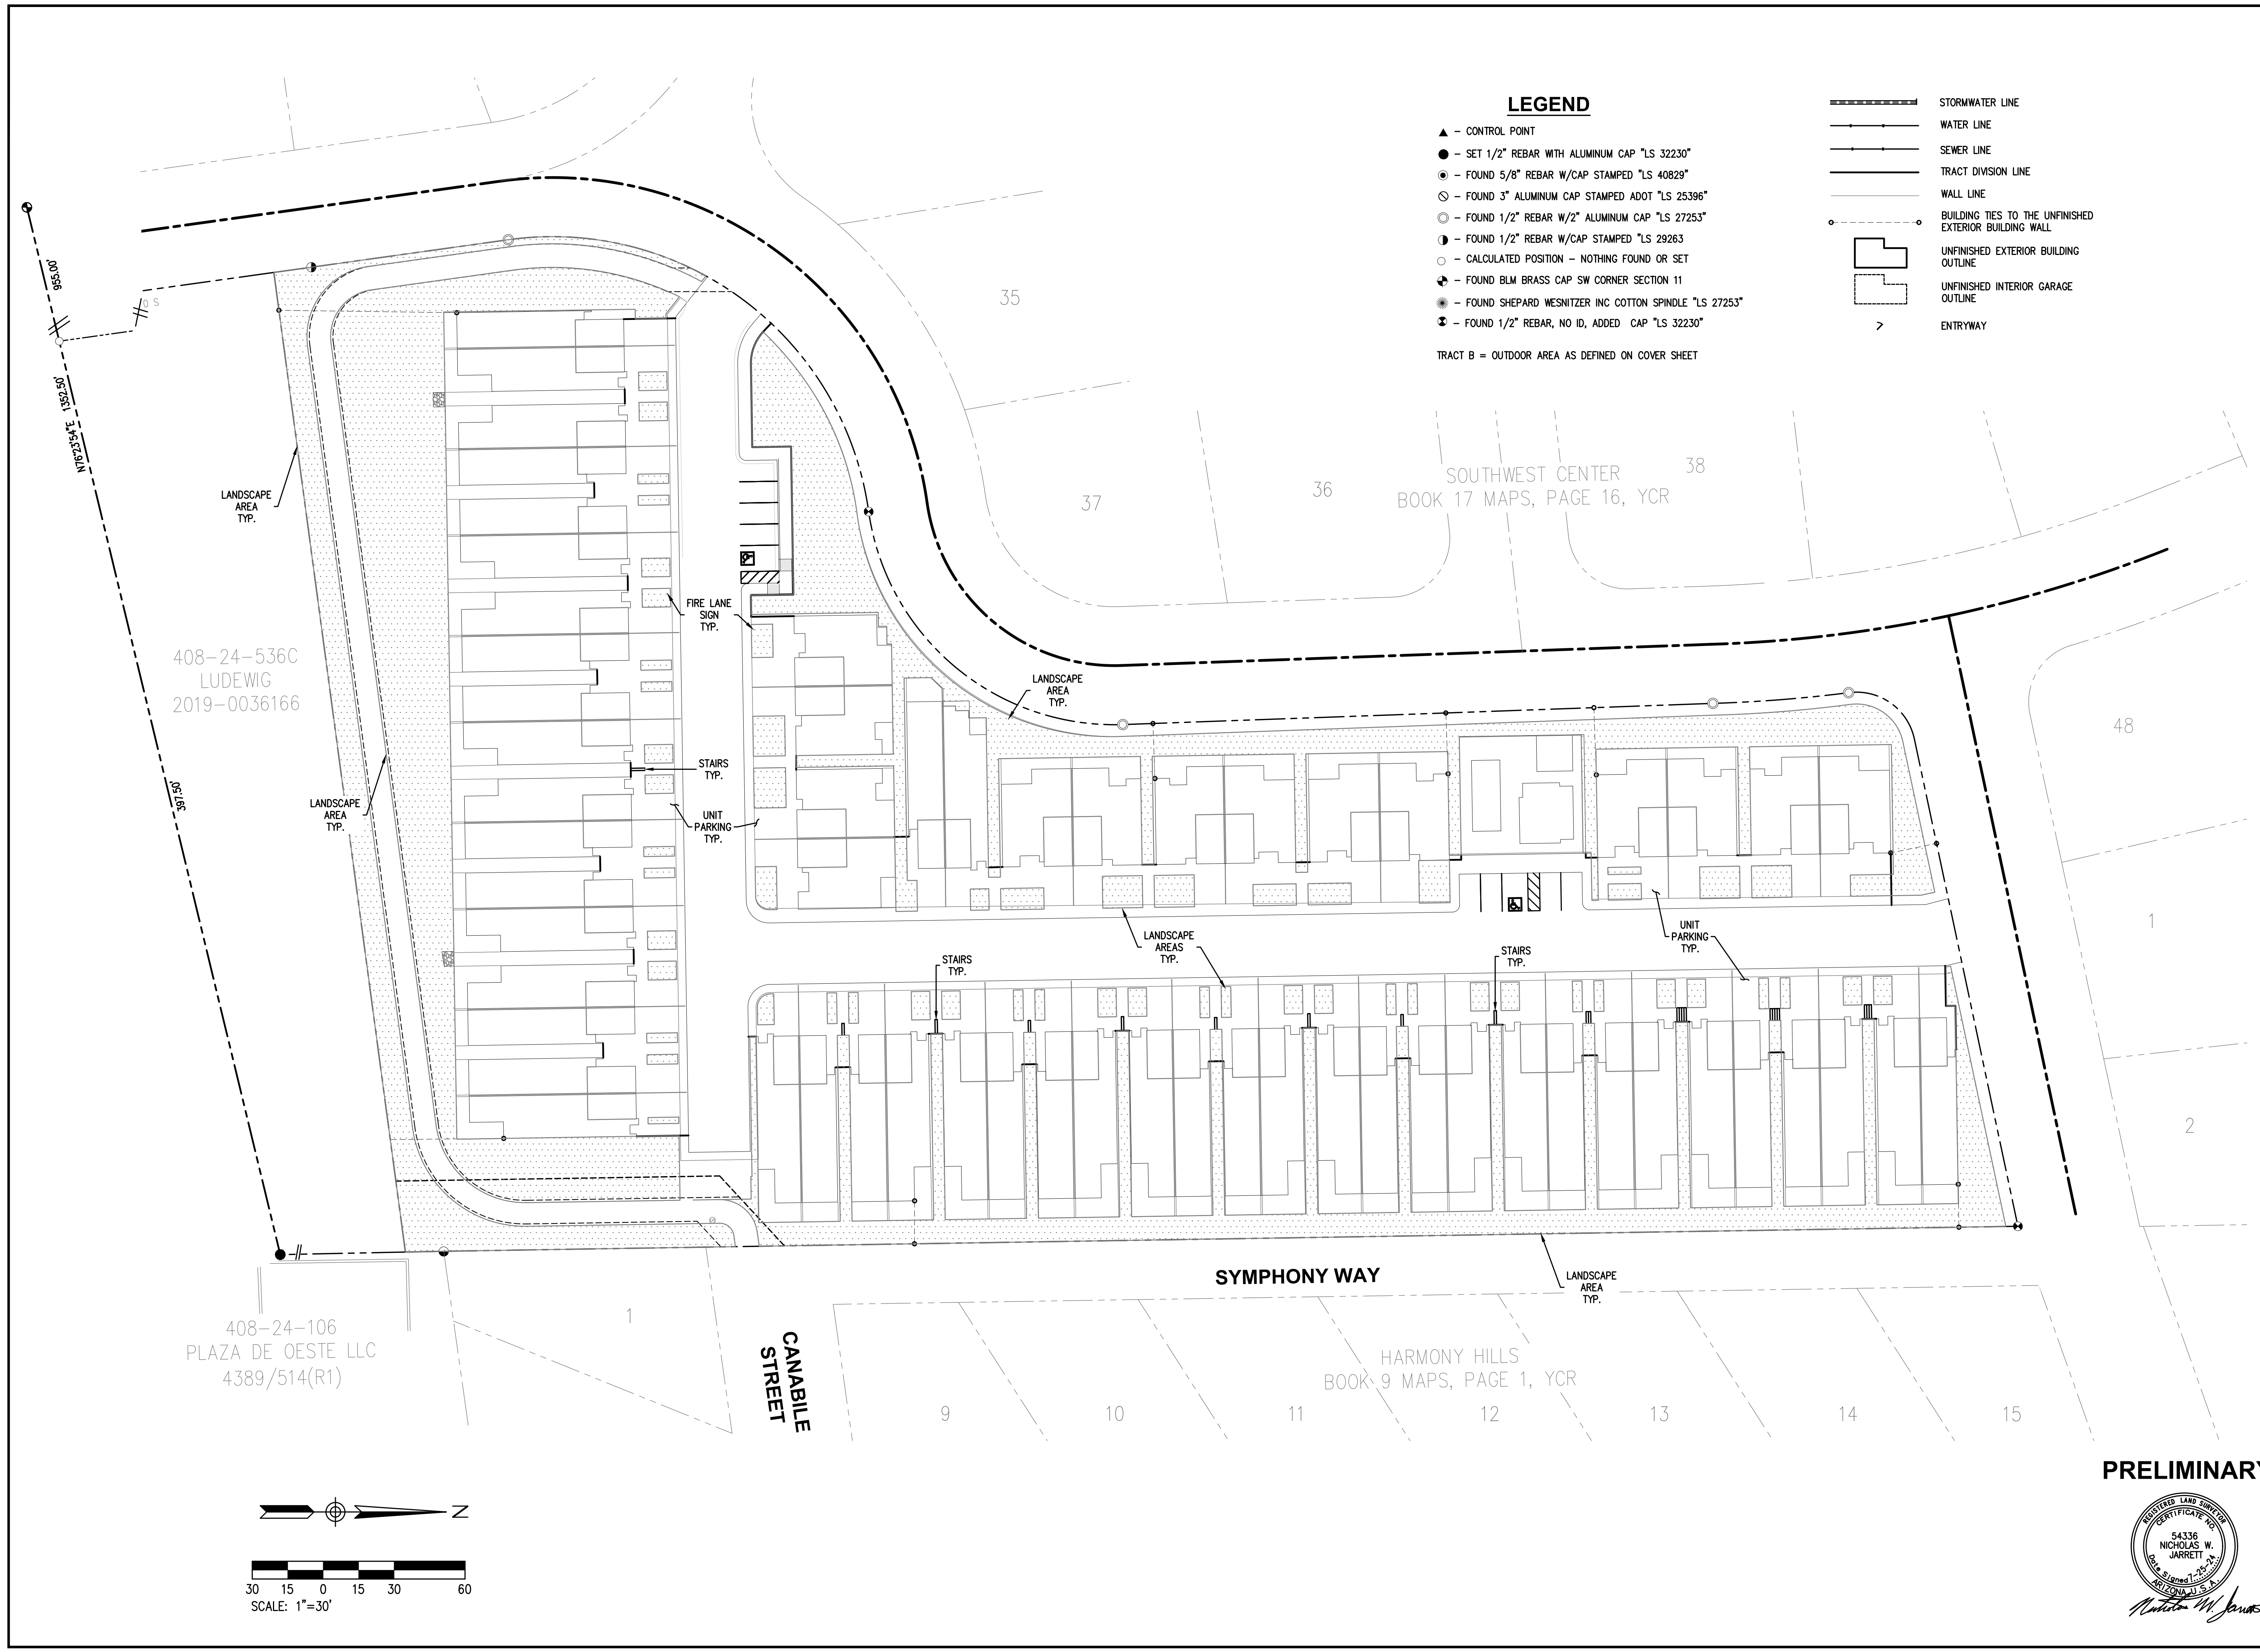 LEGEND
– CONTROL POINT
– SET 1/2" REBAR WITH ALUMINUM CAP "LS 32230"
– FOUND 5/8" REBAR W/CAP STAMPED "LS 40829"
– FOUND 3" ALUMINUM CAP STAMPED ADOT "LS 25396"
– FOUND 1/2" REBAR W/2" ALUMINUM CAP "LS 27253"
– FOUND 1/2" REBAR W/CAP STAMPED "LS 29263
– CALCULATED POSITION – NOTHING FOUND OR SET
– FOUND BLM BRASS CAP SW CORNER SECTION 11
– FOUND SHEPARD WESNITZER INC COTTON SPINDLE "LS 27253"
– FOUND 1/2" REBAR, NO ID, ADDED CAP "LS 32230"
TRACT B = OUTDOOR AREA AS DEFINED ON COVER SHEET
STORMWATER LINE
WATER LINE
SEWER LINE
TRACT DIVISION LINE
WALL LINE
BUILDING TIES TO THE UNFINISHED
EXTERIOR BUILDING WALL
UNFINISHED EXTERIOR BUILDING
OUTLINE
UNFINISHED INTERIOR GARAGE
OUTLINE
ENTRYWAY
955.00'
N76°23'54"E 1352.50'
397.50'
0 S
35
37
36
SOUTHWEST CENTER
BOOK 17 MAPS, PAGE 16, YCR
38
48
1
2
LANDSCAPE
AREA
TYP.
FIRE LANE
SIGN
TYP.
408-24-536C
LUDEWIG
2019-0036166
LANDSCAPE
AREA
TYP.
STAIRS
TYP.
LANDSCAPE
AREA
TYP.
UNIT
PARKING
TYP.
LANDSCAPE
AREAS
TYP.
UNIT
PARKING
TYP.
STAIRS
TYP.
STAIRS
TYP.
SYMPHONY WAY
LANDSCAPE
AREA
TYP.
408-24-106
PLAZA DE OESTE LLC
4389/514(R1)
1
CANABILE
STREET
HARMONY HILLS
BOOK 9 MAPS, PAGE 1, YCR
9
10
11
12
13
14
15
N
30 15 0 15 30 60
SCALE: 1"=30'
PRELIMINARY
REGISTERED LAND SURVEYOR
CERTIFICATE NO.
54336
NICHOLAS W.
JARRETT
Date Signed 7-25-24
ARIZONA, U.S.A.